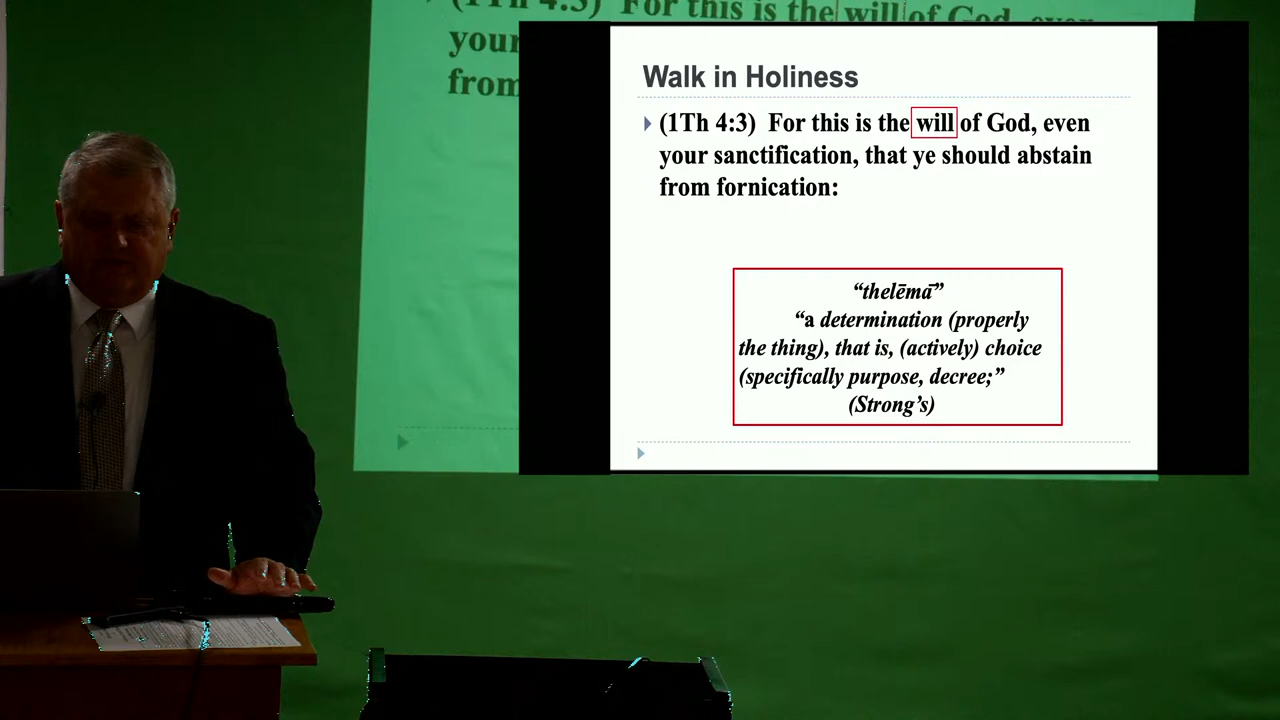 (1Th 4:3) For this is the will of God, even
your
from
Walk in Holiness
(1Th 4:3) For this is the will of God, even
your sanctification, that ye should abstain
from fornication:
“thelēmā”
“a determination (properly
the thing), that is, (actively) choice
(specifically purpose, decree;”
(Strong’s)